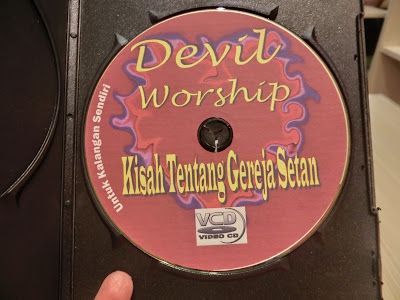 Devil
Worship
Untuk Kalangan Sendiri
Kisah Tentang Gereja Setan
VCD
VIDEO CD